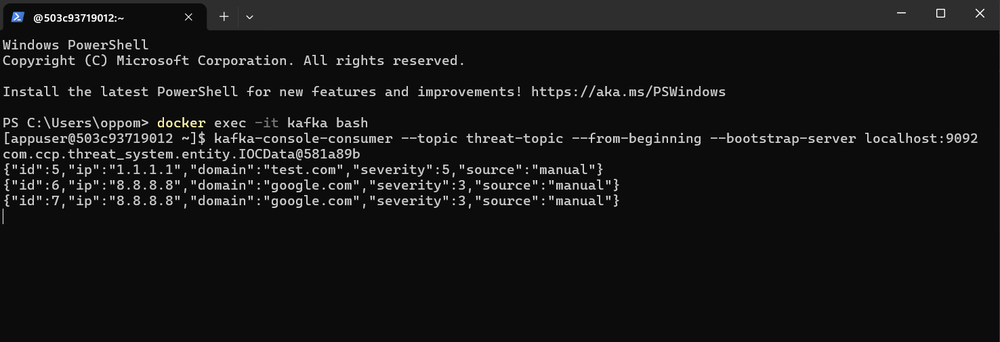 @503c93719012:~
Windows PowerShell
Copyright (C) Microsoft Corporation. All rights reserved.
Install the latest PowerShell for new features and improvements! https://aka.ms/PSWindows
PS C:\Users\oppom> docker exec -it kafka bash
[appuser@503c93719012 ~]$ kafka-console-consumer --topic threat-topic --from-beginning --bootstrap-server localhost:9092
com.ccp.threat_system.entity.IOCData@581a89b
{"id":5,"ip":"1.1.1.1","domain":"test.com","severity":5,"source":"manual"}
{"id":6,"ip":"8.8.8.8","domain":"google.com","severity":3,"source":"manual"}
{"id":7,"ip":"8.8.8.8","domain":"google.com","severity":3,"source":"manual"}